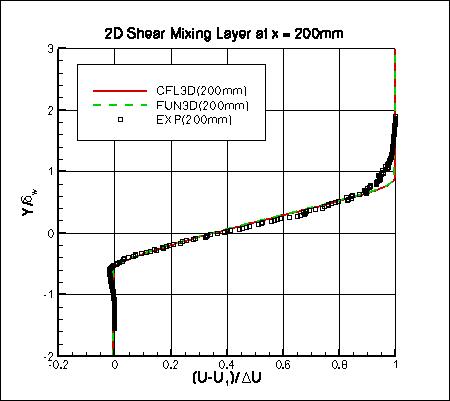 2D Shear Mixing Layer at x = 200mm
3
CFL3D(200mm)
FUN3D(200mm)
EXP(200mm)
2
1
Y/δw
0
-1
-2
-0.2 0 0.2 0.4 0.6 0.8 1
(U-U1)/ΔU